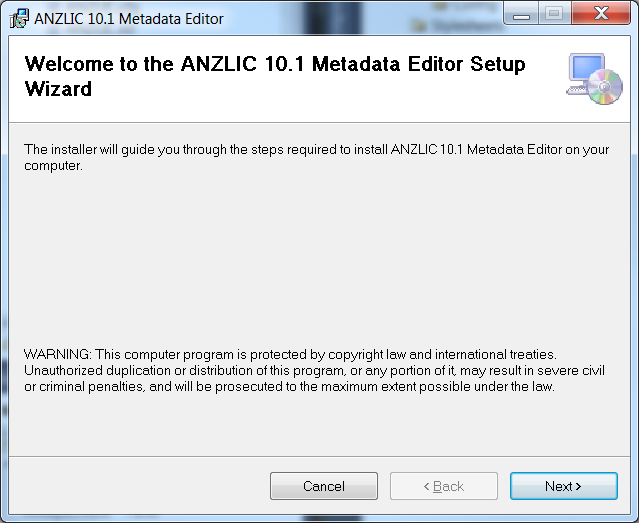 ANZLIC 10.1 Metadata Editor
Welcome to the ANZLIC 10.1 Metadata Editor Setup
Wizard
The installer will guide you through the steps required to install ANZLIC 10.1 Metadata Editor on your
computer.
WARNING: This computer program is protected by copyright law and international treaties.
Unauthorized duplication or distribution of this program, or any portion of it, may result in severe civil
or criminal penalties, and will be prosecuted to the maximum extent possible under the law.
Cancel
< Back
Next >